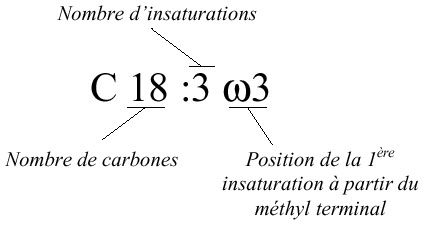 Nombre d'insaturations
C 18 :3 ω3
Nombre de carbones
Position de la 1ère
insaturation à partir du
méthyl terminal